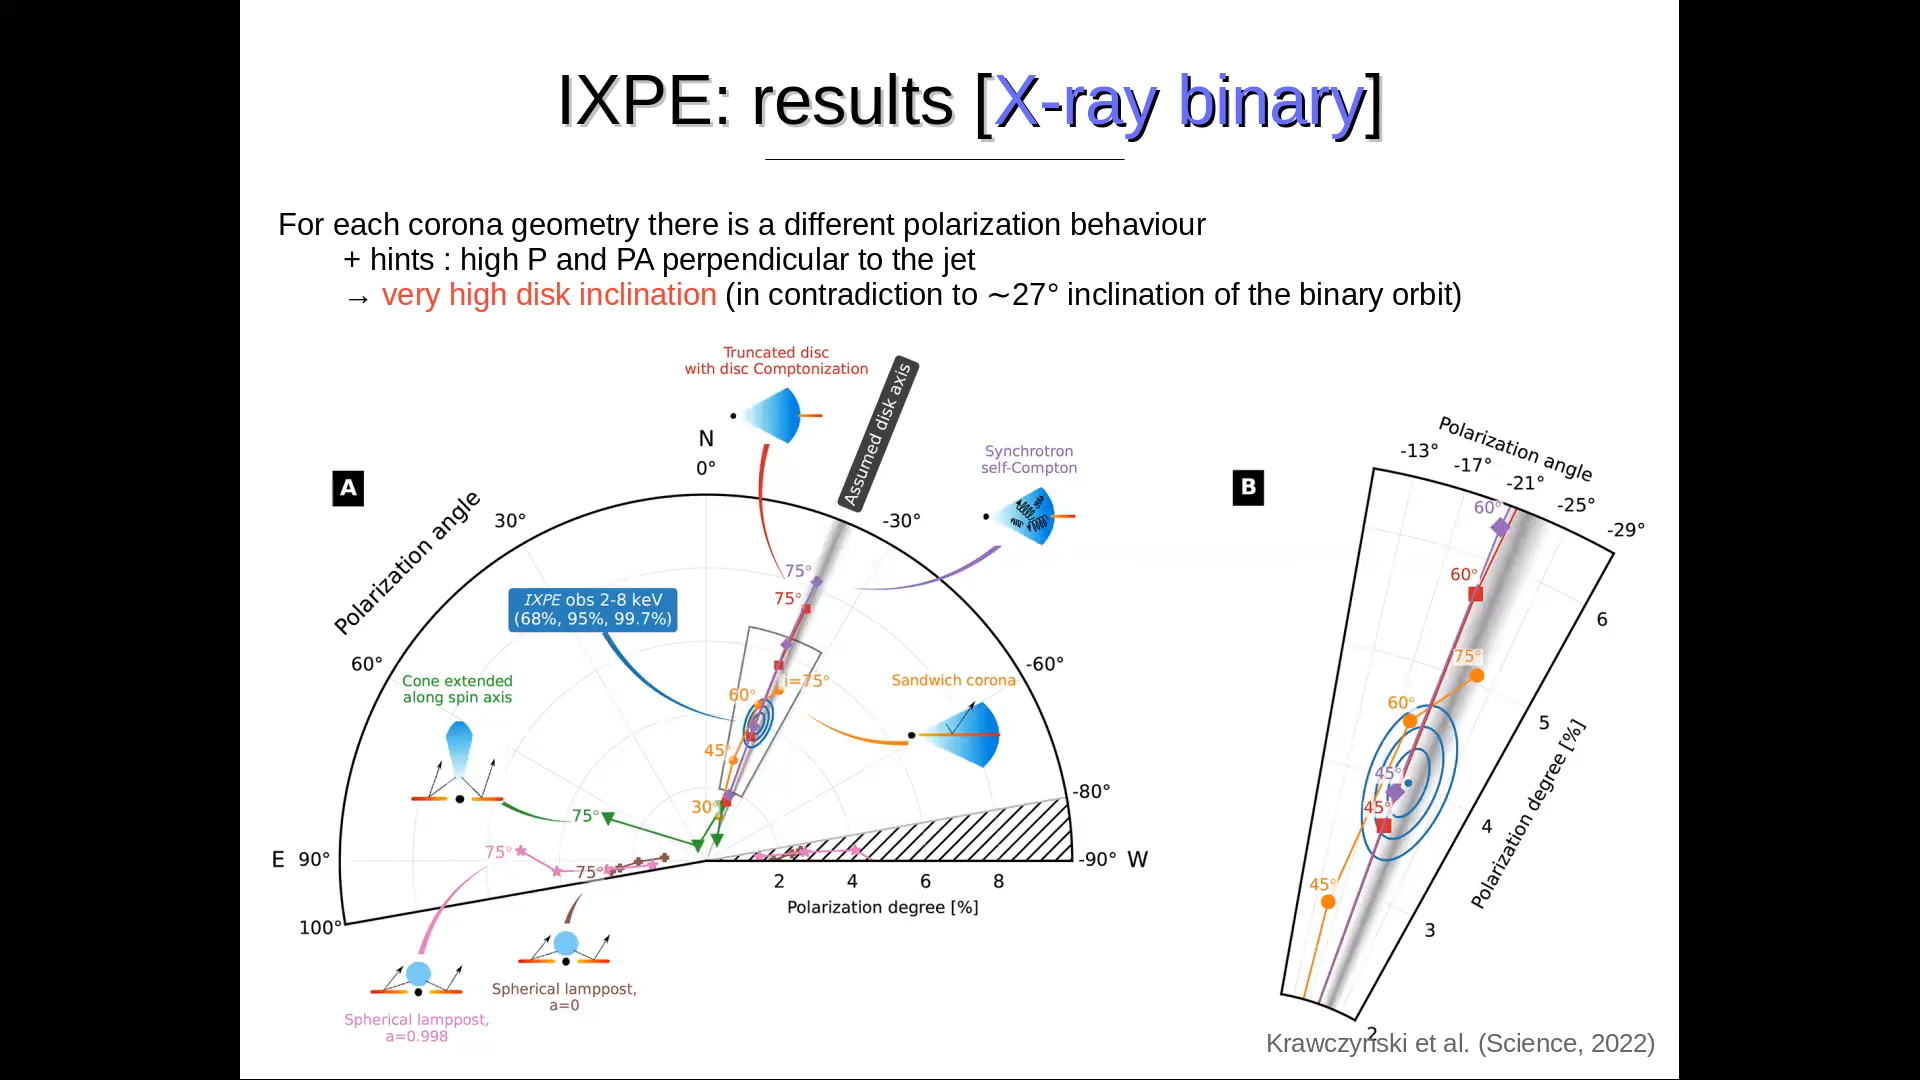 IXPE: results [X-ray binary]
For each corona geometry there is a different polarization behaviour
+ hints : high P and PA perpendicular to the jet
→ very high disk inclination (in contradiction to ∼27° inclination of the binary orbit)
Truncated disc
with disc Comptonization
Assumed disk axis
N
0°
Synchrotron
self-Compton
A
Polarization angle
30°
-30°
75°
75°
IXPE obs 2-8 keV
(68%, 95%, 99.7%)
60°
-60°
Cone extended
along spin axis
i=75°
Sandwich corona
60°
45°
30°
75°
-80°
75°
75°
E 90°
-90° W
2 4 6 8
Polarization degree [%]
100°
Spherical lamppost,
a=0
Spherical lamppost,
a=0.998
B
Polarization angle
-13°
-17°
-21°
-25°
-29°
60°
60°
75°
60°
45°
45°
45°
6
5
4
3
2
Polarization degree [%]
Krawczyński et al. (Science, 2022)